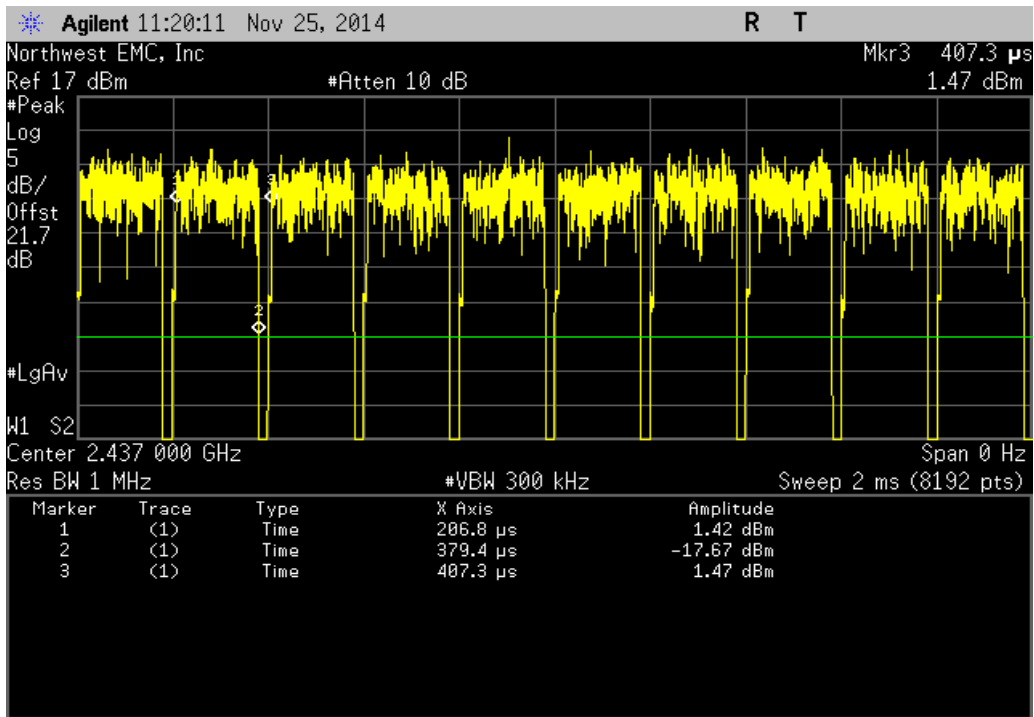 Agilent 11:20:11 Nov 25, 2014 R T
Northwest EMC, Inc Mkr3 407.3 µs
Ref 17 dBm #Atten 10 dB 1.47 dBm
#Peak
Log
5
dB/
Offst
21.7
dB
#LgAv
W1 S2
1
2
3
Center 2.437 000 GHz Span 0 Hz
Res BW 1 MHz #VBW 300 kHz Sweep 2 ms (8192 pts)
Marker Trace Type X Axis Amplitude
1 (1) Time 206.8 µs 1.42 dBm
2 (1) Time 379.4 µs -17.67 dBm
3 (1) Time 407.3 µs 1.47 dBm